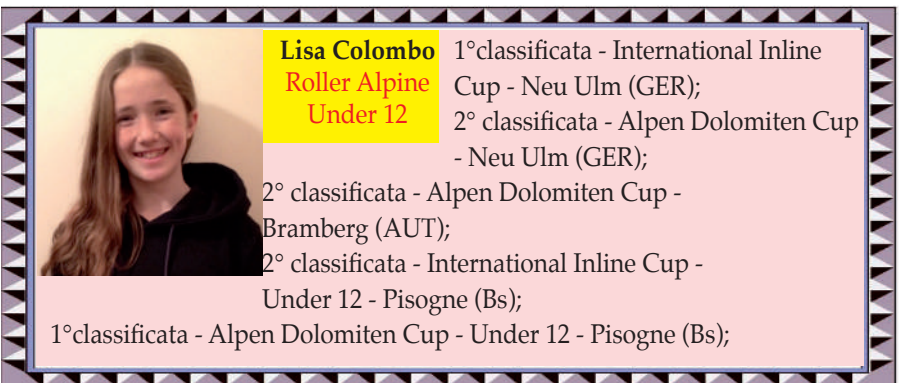 Lisa Colombo
Roller Alpine
Under 12
1°classificata - International Inline
Cup - Neu Ulm (GER);
2° classificata - Alpen Dolomiten Cup
- Neu Ulm (GER);
2° classificata - Alpen Dolomiten Cup -
Bramberg (AUT);
2° classificata - International Inline Cup -
Under 12 - Pisogne (Bs);
1°classificata - Alpen Dolomiten Cup - Under 12 - Pisogne (Bs);